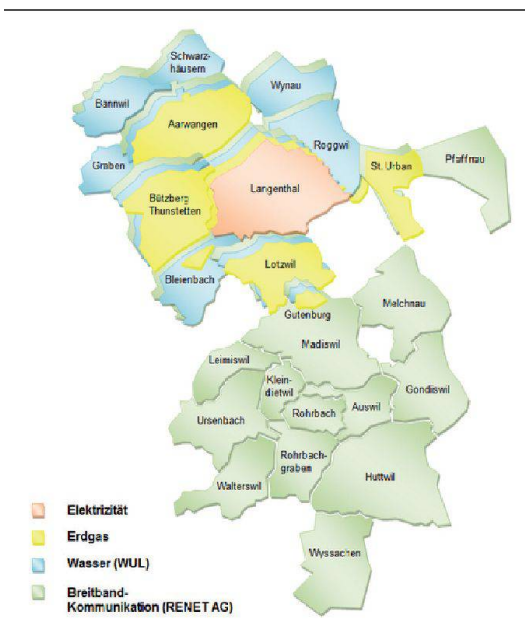 Schwarz-
häusern
Bannwil
Wynau
Aarwangen
Roggwil
Graben
St. Urban
Pfaffnau
Langenthal
Bützberg
Thunstetten
Lotzwil
Bleienbach
Melchnau
Gutenburg
Madiswil
Leimiswil
Klein-
dietwil
Gondiswil
Ursenbach
Rohrbach
Auswil
Rohrbach-
graben
Walterswil
Huttwil
Wyssachen
Elektrizität
Erdgas
Wasser (WUL)
Breitband-
Kommunikation (RENET AG)